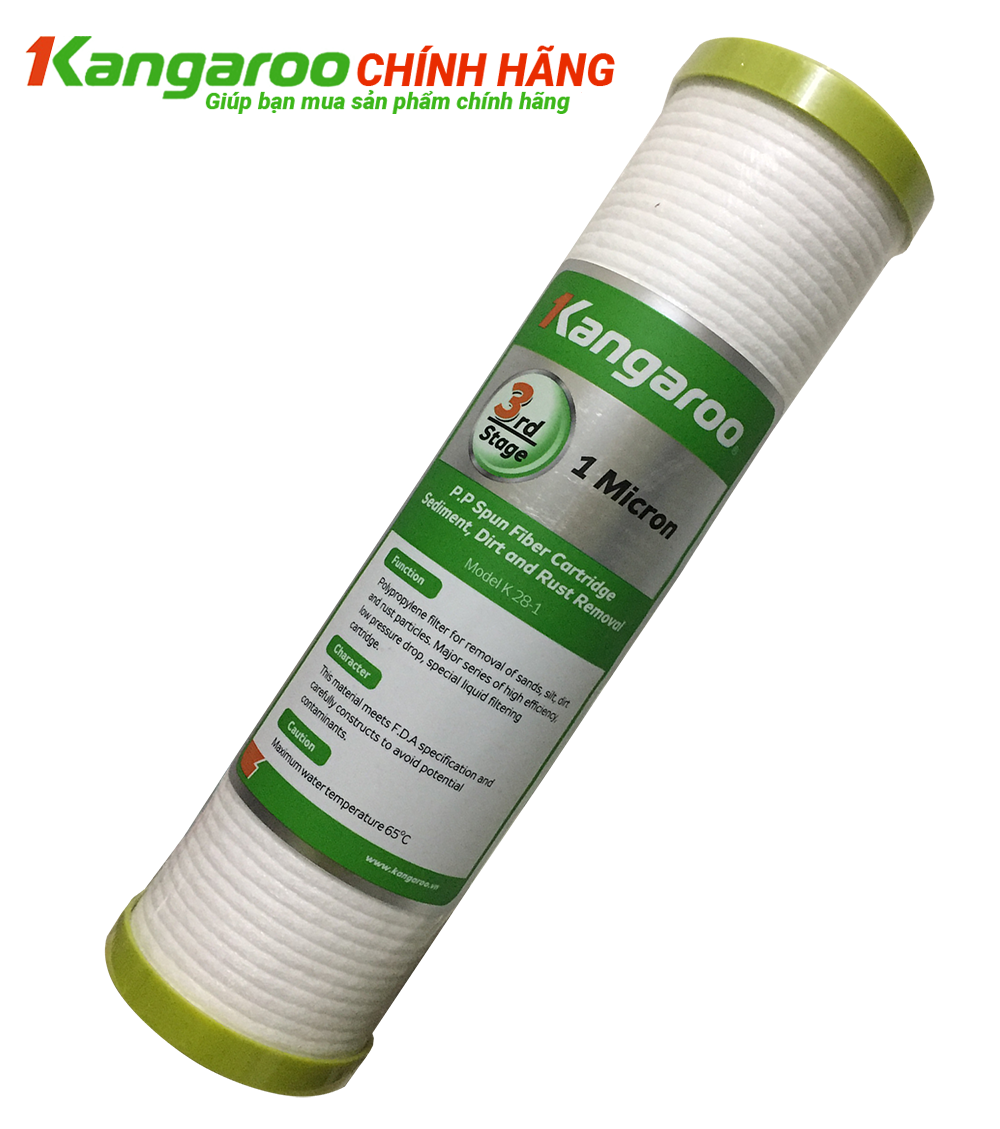 1Kangaroo CHÍNH HÃNG
Giúp bạn mua sản phẩm chính hãng
Kangaroo®
3rd
Stage
1 Micron
P.P Spun Fiber Cartridge
Sediment, Dirt and Rust Removal
Model K 28-1
Function
Polypropylene filter for removal of sands, silt, dirt
and rust particles. Major series of high efficiency,
low pressure drop, special liquid filtering
cartridge.
Character
This material meets F.D.A specification and
carefully constructs to avoid potential
contaminants.
Caution
Maximum water temperature 65°C
www.kangaroo.vn